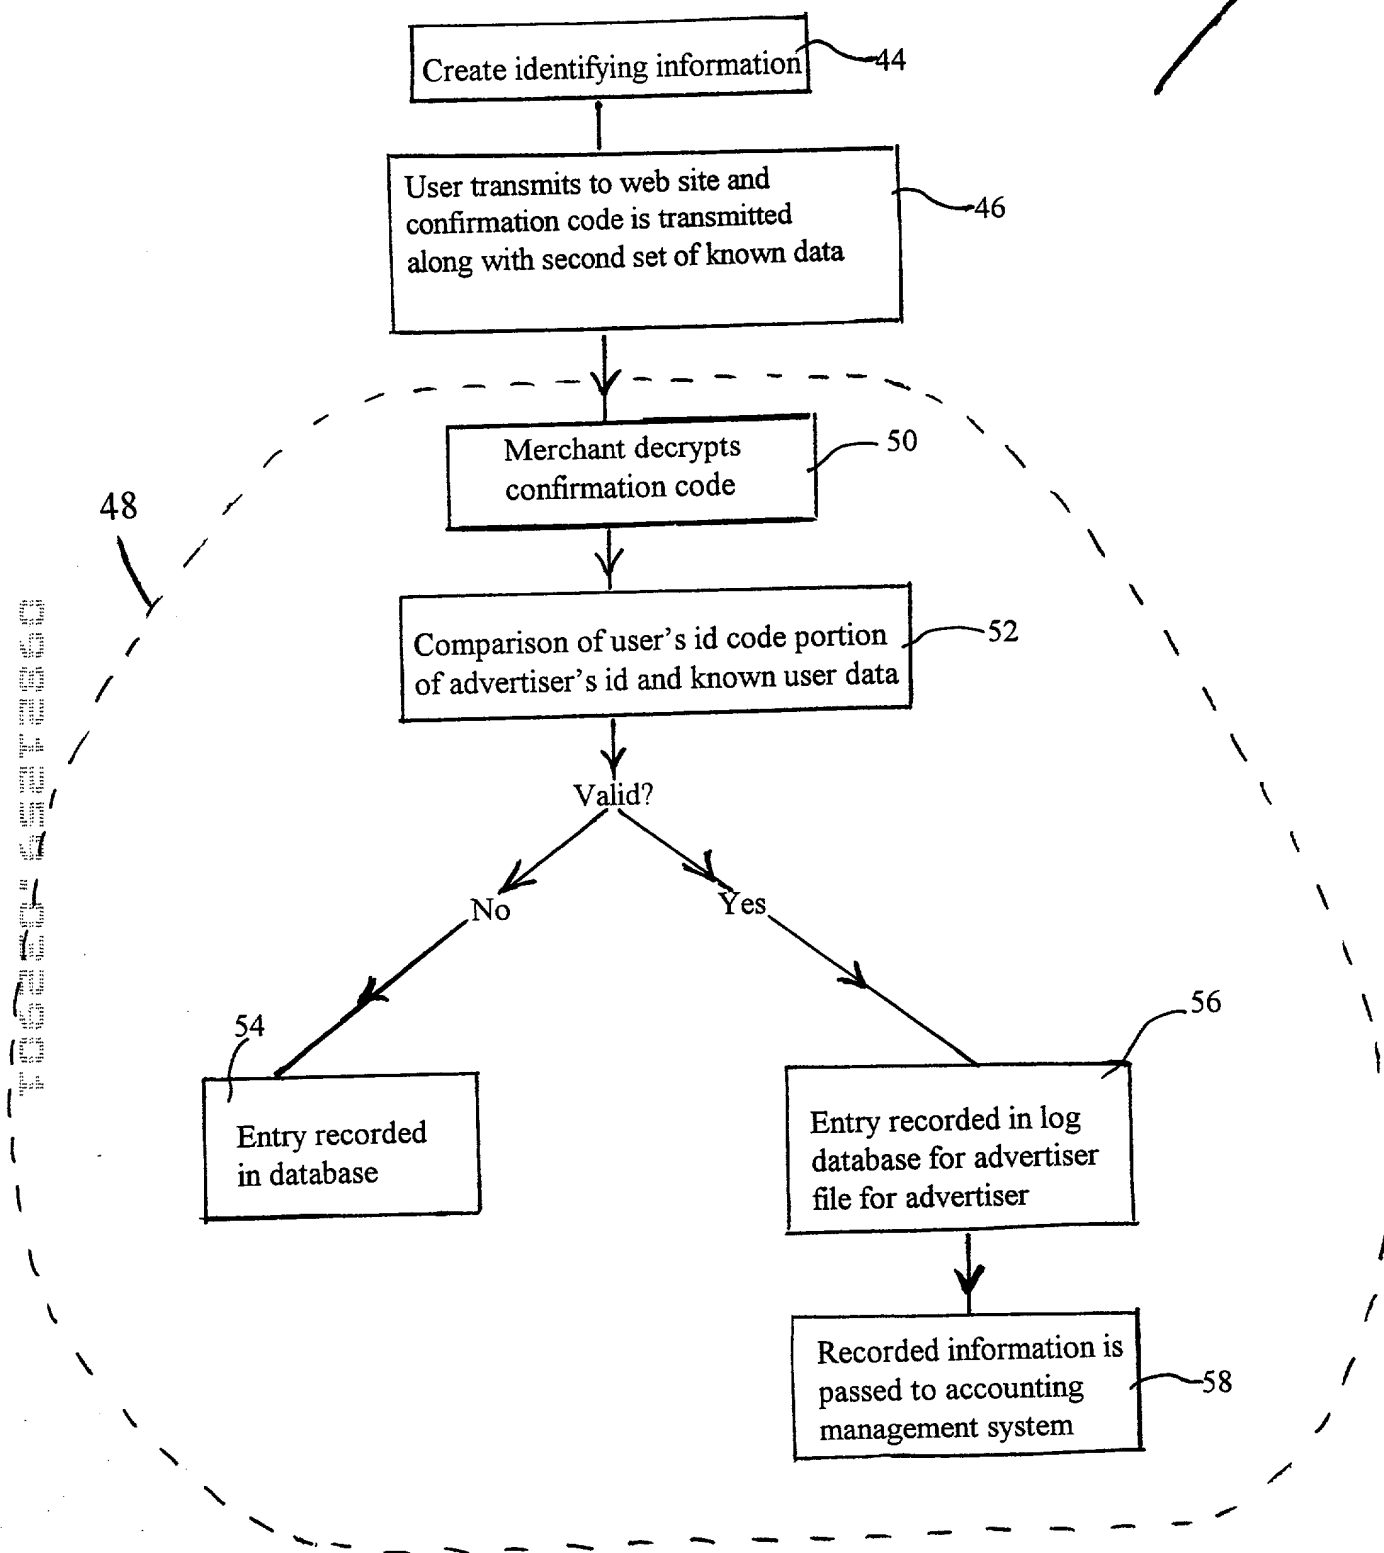 Create identifying information
44
User transmits to web site and
confirmation code is transmitted
along with second set of known data
46
Merchant decrypts
confirmation code
50
48
Comparison of user's id code portion
of advertiser's id and known user data
52
Valid?
No
Yes
54
Entry recorded
in database
56
Entry recorded in log
database for advertiser
file for advertiser
Recorded information is
passed to accounting
management system
58